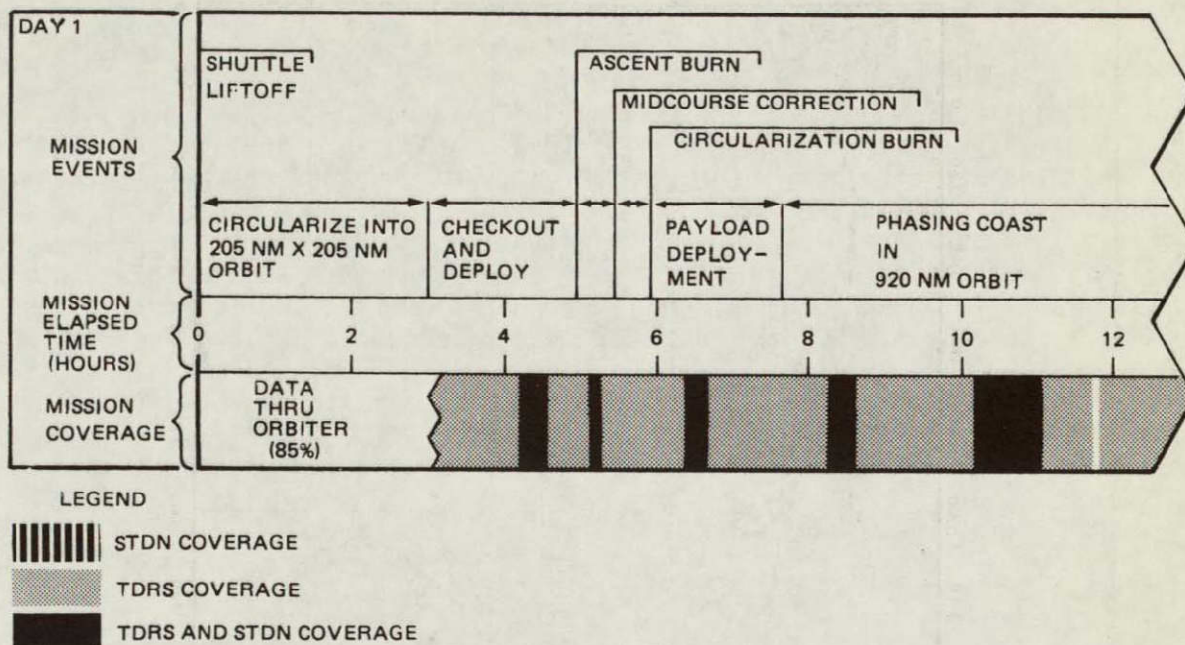 DAY 1
MISSION
EVENTS
SHUTTLE
LIFTOFF
ASCENT BURN
MIDCOURSE CORRECTION
CIRCULARIZATION BURN
CIRCULARIZE INTO
205 NM X 205 NM
ORBIT
CHECKOUT
AND
DEPLOY
PAYLOAD
DEPLOY-
MENT
PHASING COAST
IN
920 NM ORBIT
MISSION
ELAPSED
TIME
(HOURS)
0 2 4 6 8 10 12
MISSION
COVERAGE
DATA
THRU
ORBITER
(85%)
LEGEND
STDN COVERAGE
TDRS COVERAGE
TDRS AND STDN COVERAGE